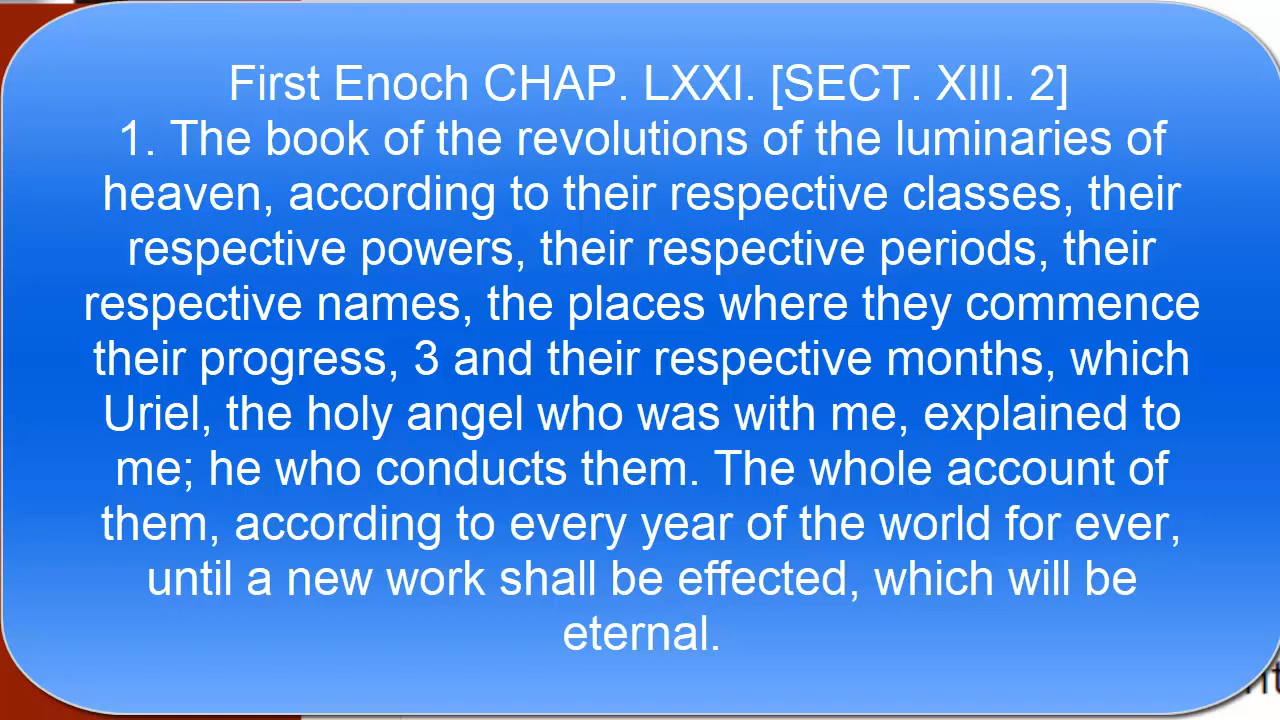 First Enoch CHAP. LXXI. [SECT. XIII. 2]
1. The book of the revolutions of the luminaries of
heaven, according to their respective classes, their
respective powers, their respective periods, their
respective names, the places where they commence
their progress, 3 and their respective months, which
Uriel, the holy angel who was with me, explained to
me; he who conducts them. The whole account of
them, according to every year of the world for ever,
until a new work shall be effected, which will be
eternal.